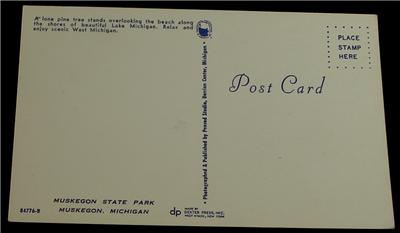 A lone pine tree stands overlooking the beach along
the shores of beautiful Lake Michigan. Relax and
enjoy scenic West Michigan.
PLACE
STAMP
HERE
Post Card
• Photographed & Published by Penrod Studio, Berrien Center, Michigan •
MUSKEGON STATE PARK
MUSKEGON, MICHIGAN
84776-B
dp
MADE BY
DEXTER PRESS, INC.
WEST NYACK, NEW YORK